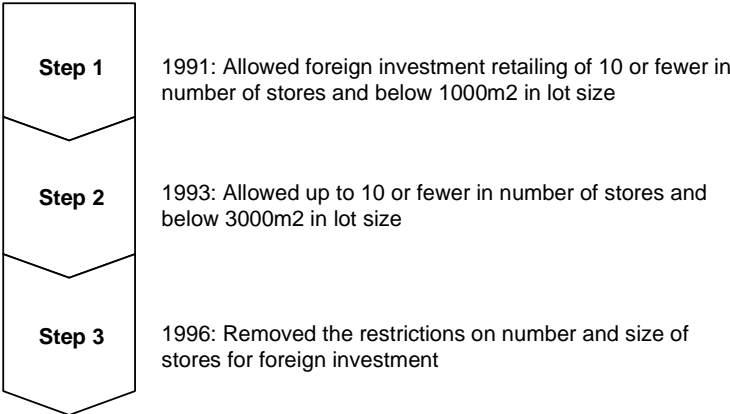 Step 1
1991: Allowed foreign investment retailing of 10 or fewer in
number of stores and below 1000m2 in lot size
Step 2
1993: Allowed up to 10 or fewer in number of stores and
below 3000m2 in lot size
Step 3
1996: Removed the restrictions on number and size of
stores for foreign investment